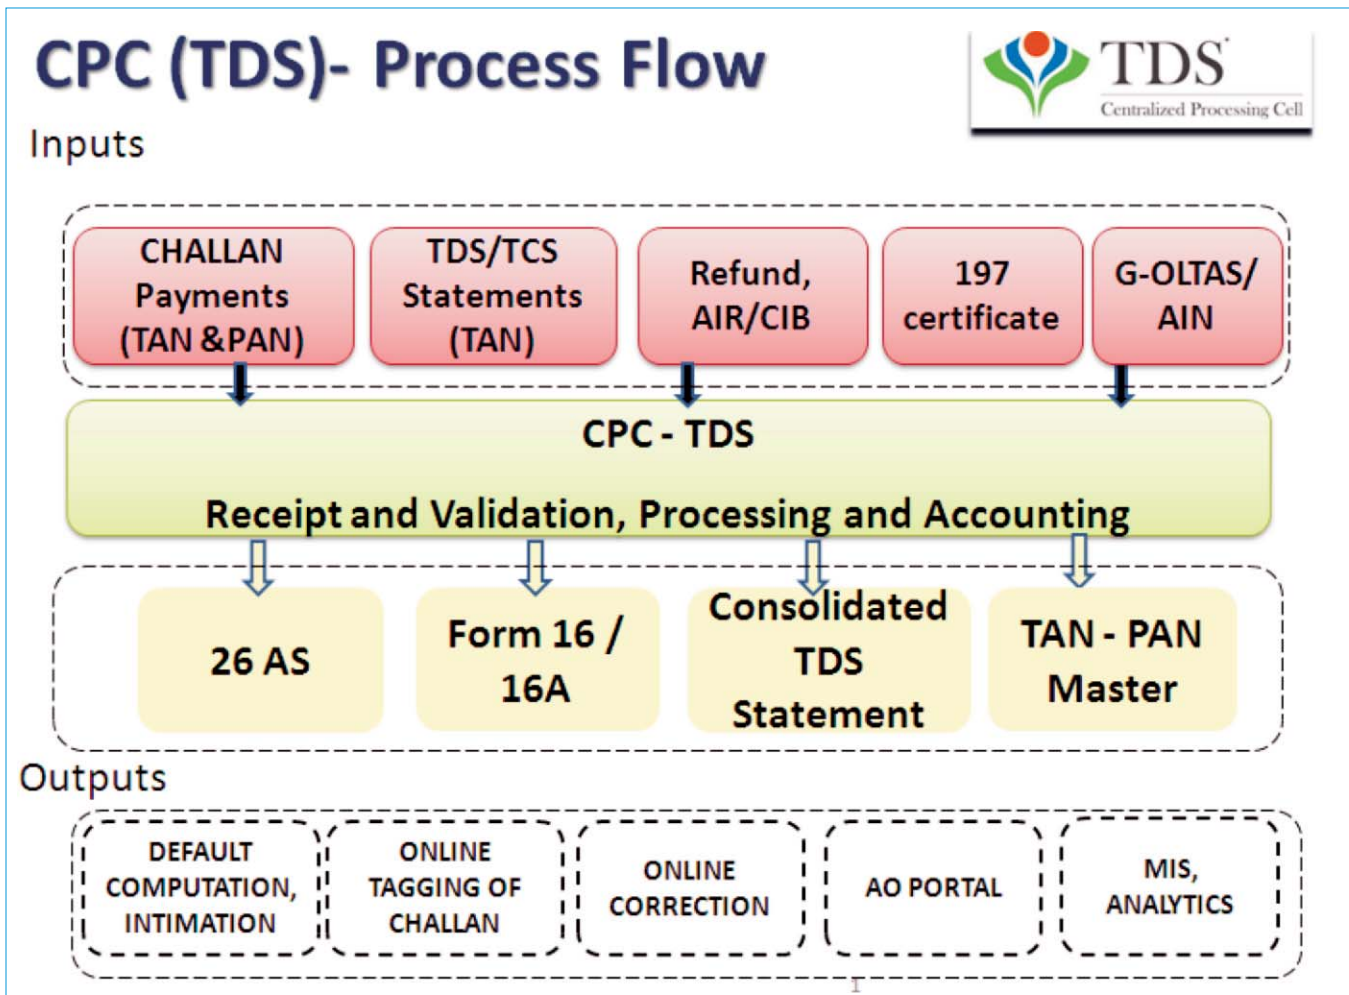 CPC (TDS)- Process Flow
TDS
Centralized Processing Cell
Inputs
CHALLAN
Payments
(TAN &PAN)
TDS/TCS
Statements
(TAN)
Refund,
AIR/CIB
197
certificate
G-OLTAS/
AIN
CPC - TDS
Receipt and Validation, Processing and Accounting
26 AS
Form 16 /
16A
Consolidated
TDS
Statement
TAN - PAN
Master
Outputs
DEFAULT
COMPUTATION,
INTIMATION
ONLINE
TAGGING OF
CHALLAN
ONLINE
CORRECTION
AO PORTAL
MIS,
ANALYTICS